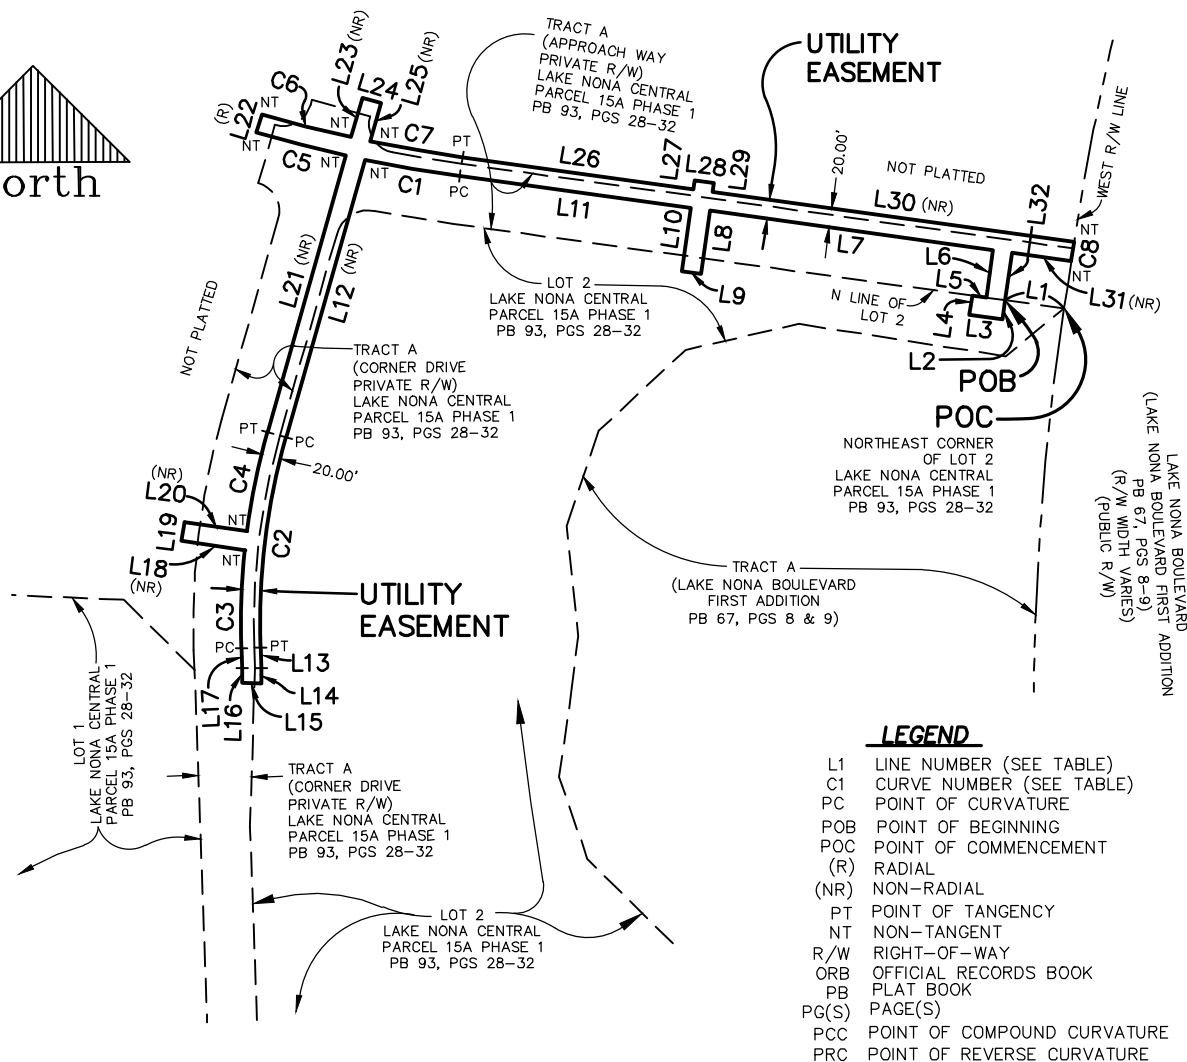 orth
TRACT A
(APPROACH WAY
PRIVATE R/W)
LAKE NONA CENTRAL
PARCEL 15A PHASE 1
PB 93, PGS 28-32
UTILITY
EASEMENT
L23 (NR)
L24
L25 (NR)
C6
NT
(R)
L22
NT
NT
C7
NT
PT
PC
C5
NT
NT
C1
L26
L11
L27
L28
L29
L10
L8
L9
20.00'
NOT PLATTED
L30 (NR)
L7
L32
WEST R/W LINE
NT
C8
NT
L6
L5
L4
L3
L1
L31 (NR)
L2
POB
POC
N LINE OF
LOT 2
LOT 2
LAKE NONA CENTRAL
PARCEL 15A PHASE 1
PB 93, PGS 28-32
NORTHEAST CORNER
OF LOT 2
LAKE NONA CENTRAL
PARCEL 15A PHASE 1
PB 93, PGS 28-32
LAKE NONA BOULEVARD
(LAKE NONA BOULEVARD FIRST ADDITION
PB 67, PGS 8-9)
(R/W WIDTH VARIES)
(PUBLIC R/W)
NOT PLATTED
L21 (NR)
L12 (NR)
TRACT A
(CORNER DRIVE
PRIVATE R/W)
LAKE NONA CENTRAL
PARCEL 15A PHASE 1
PB 93, PGS 28-32
PT
PC
20.00'
C4
(NR)
L20
L19
NT
NT
L18
(NR)
C2
C3
UTILITY
EASEMENT
PC
PT
L13
L14
L15
L17
L16
TRACT A
(LAKE NONA BOULEVARD
FIRST ADDITION
PB 67, PGS 8 & 9)
LOT 1
LAKE NONA CENTRAL
PARCEL 15A PHASE 1
PB 93, PGS 28-32
TRACT A
(CORNER DRIVE
PRIVATE R/W)
LAKE NONA CENTRAL
PARCEL 15A PHASE 1
PB 93, PGS 28-32
LOT 2
LAKE NONA CENTRAL
PARCEL 15A PHASE 1
PB 93, PGS 28-32
LEGEND
L1 LINE NUMBER (SEE TABLE)
C1 CURVE NUMBER (SEE TABLE)
PC POINT OF CURVATURE
POB POINT OF BEGINNING
POC POINT OF COMMENCEMENT
(R) RADIAL
(NR) NON-RADIAL
PT POINT OF TANGENCY
NT NON-TANGENT
R/W RIGHT-OF-WAY
ORB OFFICIAL RECORDS BOOK
PB PLAT BOOK
PG(S) PAGE(S)
PCC POINT OF COMPOUND CURVATURE
PRC POINT OF REVERSE CURVATURE